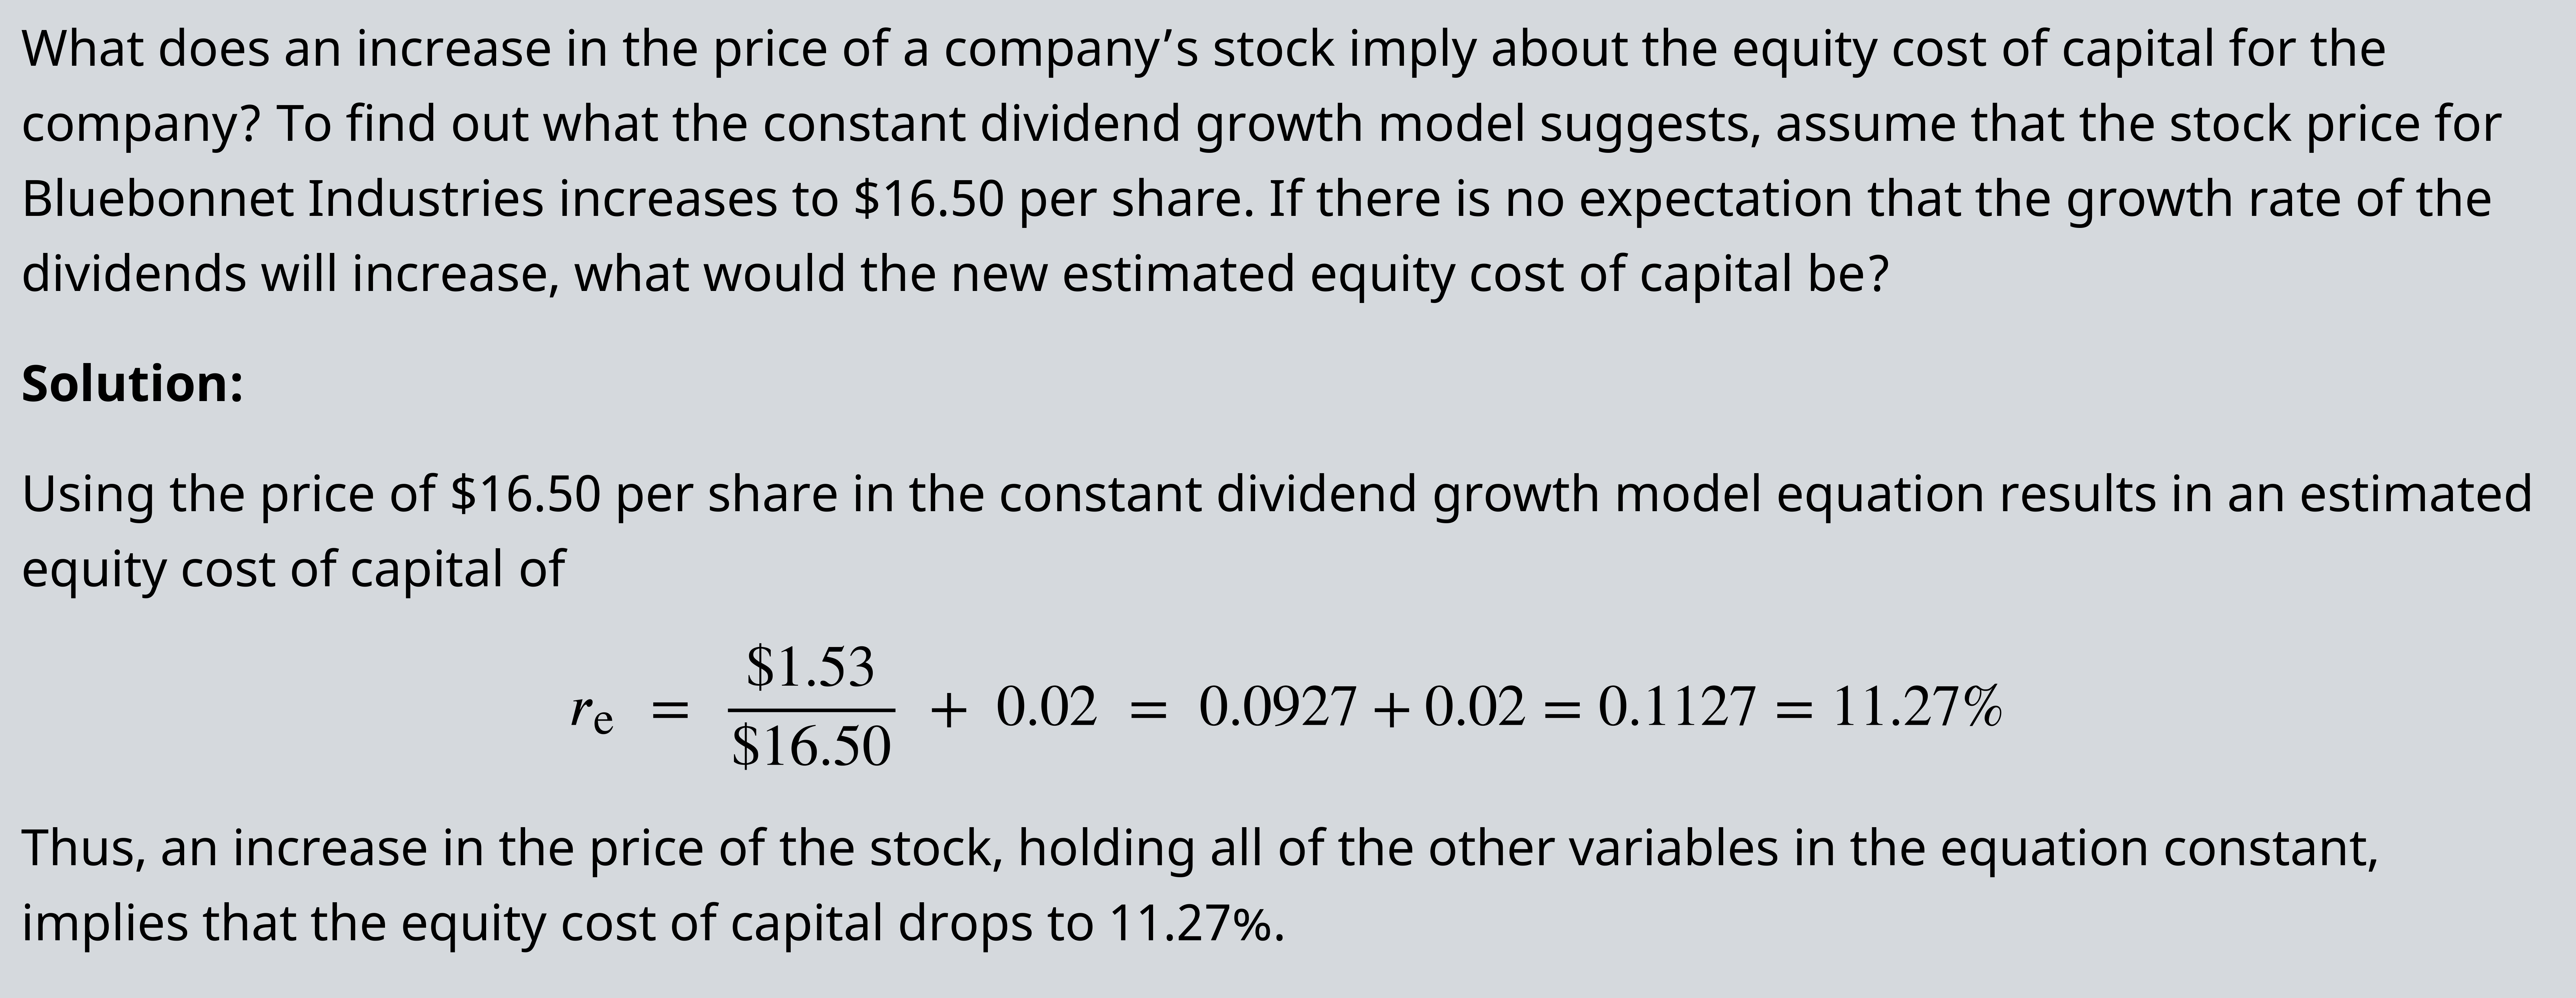 What does an increase in the price of a company’s stock imply about the equity cost of capital for the
company? To find out what the constant dividend growth model suggests, assume that the stock price for
Bluebonnet Industries increases to $16.50 per share. If there is no expectation that the growth rate of the
dividends will increase, what would the new estimated equity cost of capital be?
Solution:
Using the price of $16.50 per share in the constant dividend growth model equation results in an estimated
equity cost of capital of
r_e = $1.53/$16.50 + 0.02 = 0.0927 + 0.02 = 0.1127 = 11.27%
Thus, an increase in the price of the stock, holding all of the other variables in the equation constant,
implies that the equity cost of capital drops to 11.27%.